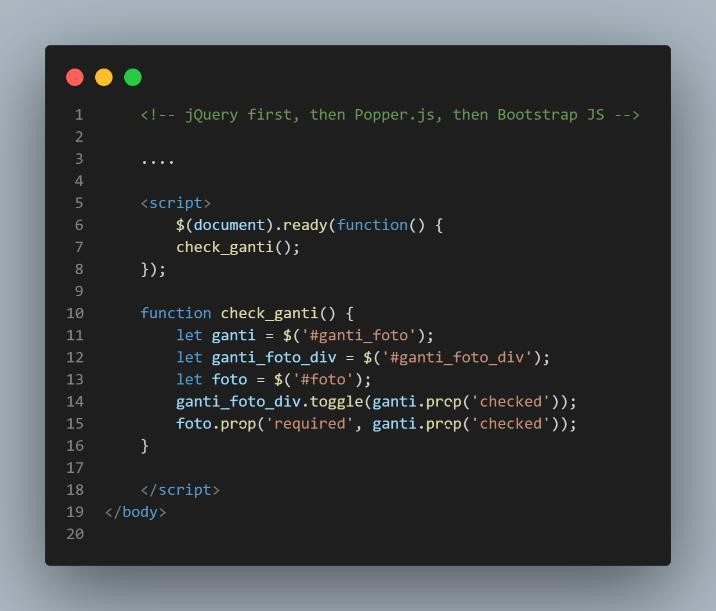 1 <!-- jQuery first, then Popper.js, then Bootstrap JS -->
2
3 ....
4
5 <script>
6 $(document).ready(function() {
7 check_ganti();
8 });
9
10 function check_ganti() {
11 let ganti = $('#ganti_foto');
12 let ganti_foto_div = $('#ganti_foto_div');
13 let foto = $('#foto');
14 ganti_foto_div.toggle(ganti.prop('checked'));
15 foto.prop('required', ganti.prop('checked'));
16 }
17
18 </script>
19 </body>
20